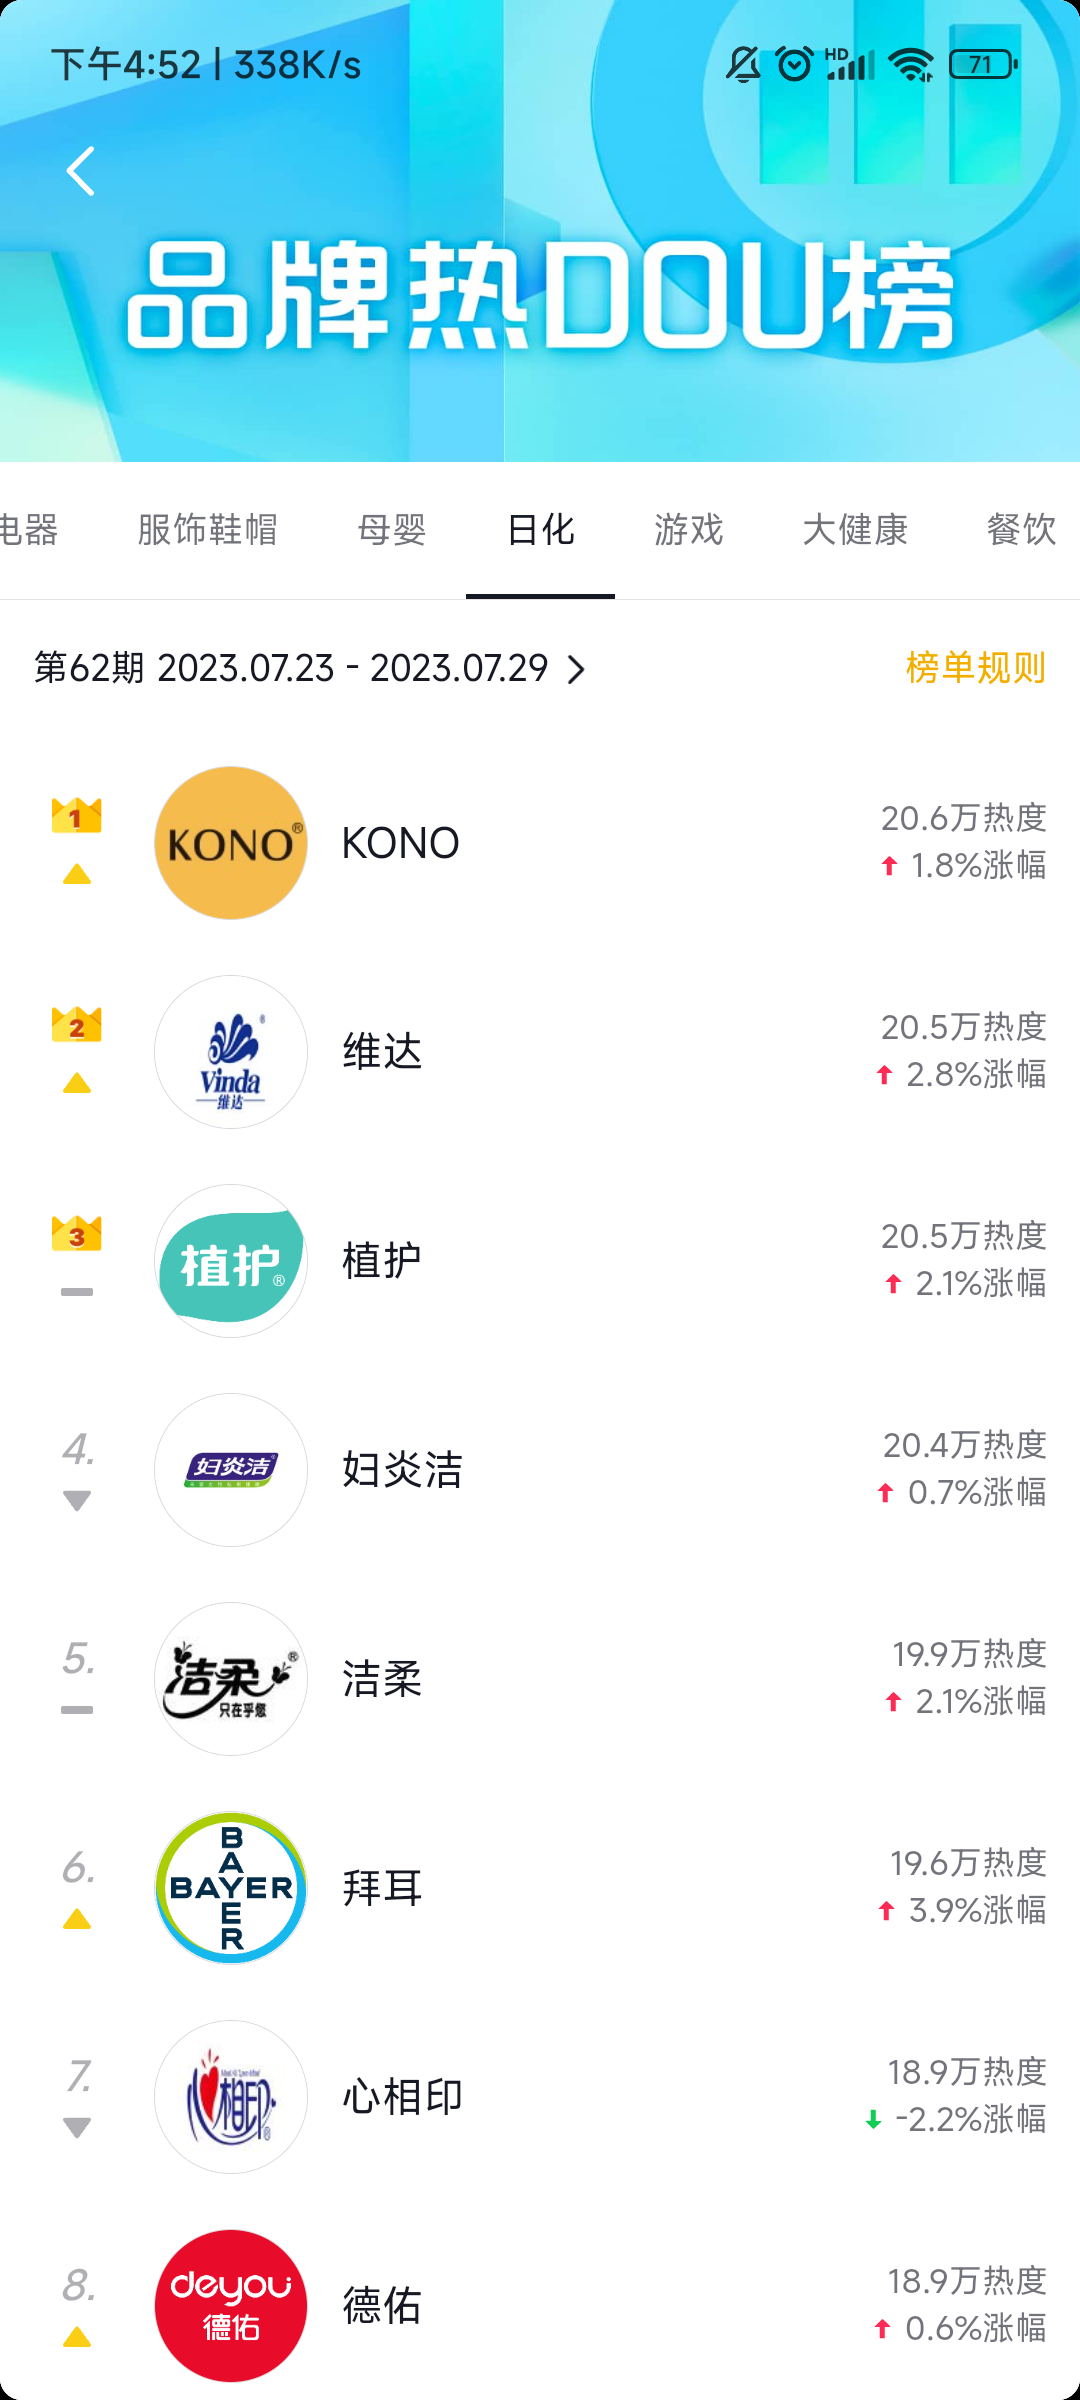 下午4:52 | 338K/s
HD
71
品牌热DOU榜
电器 服饰鞋帽 母婴 日化 游戏 大健康 餐饮
第62期 2023.07.23 - 2023.07.29
榜单规则
1
KONO®
KONO
20.6万热度
1.8%涨幅
2
Vinda
维达
维达
20.5万热度
2.8%涨幅
3
植护®
植护
20.5万热度
2.1%涨幅
4.
妇炎洁
妇炎洁
20.4万热度
0.7%涨幅
5.
洁柔®
只在乎您
洁柔
19.9万热度
2.1%涨幅
6.
BAYER
BAYER
拜耳
19.6万热度
3.9%涨幅
7.
心相印
心相印
18.9万热度
-2.2%涨幅
8.
deyou
德佑
德佑
18.9万热度
0.6%涨幅